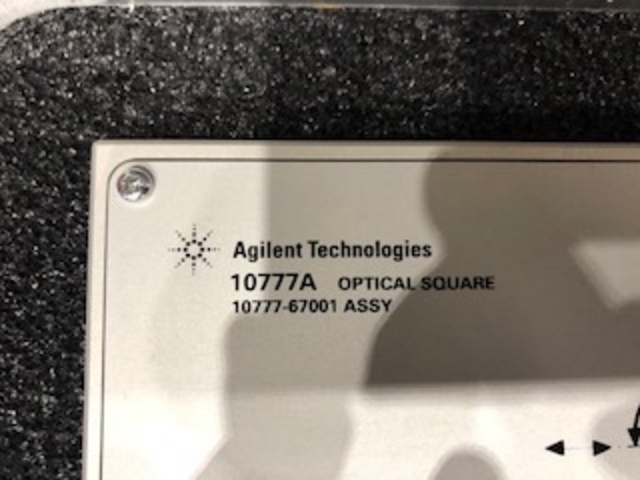 Agilent Technologies
10777A OPTICAL SQUARE
10777-67001 ASSY